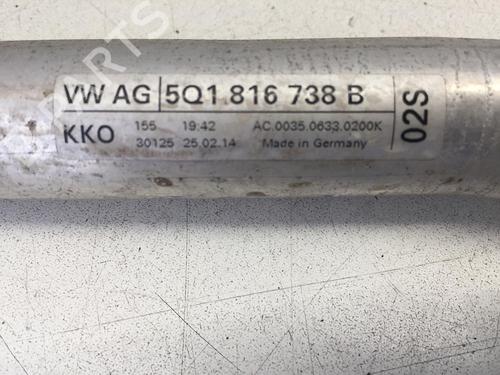 VW AG 5Q1 816 738 B
KKO 155 19:42 AC.0035.0633.0200K
30125 25.02.14 Made in Germany
02S